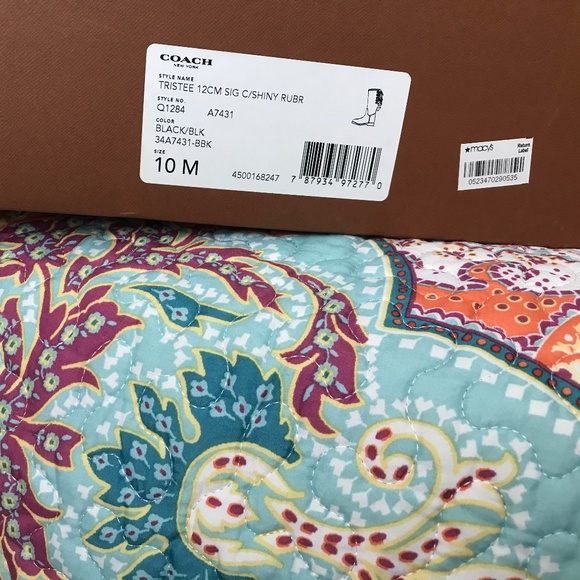 COACH
NEW YORK
STYLE NAME
TRISTEE 12CM SIG C/SHINY RUBR
STYLE NO.
Q1284 A7431
COLOR
BLACK/BLK
34A7431-BBK
SIZE
10 M
4500168247
7 87934 97277 0
★macy's
Return
Label
0523470290535